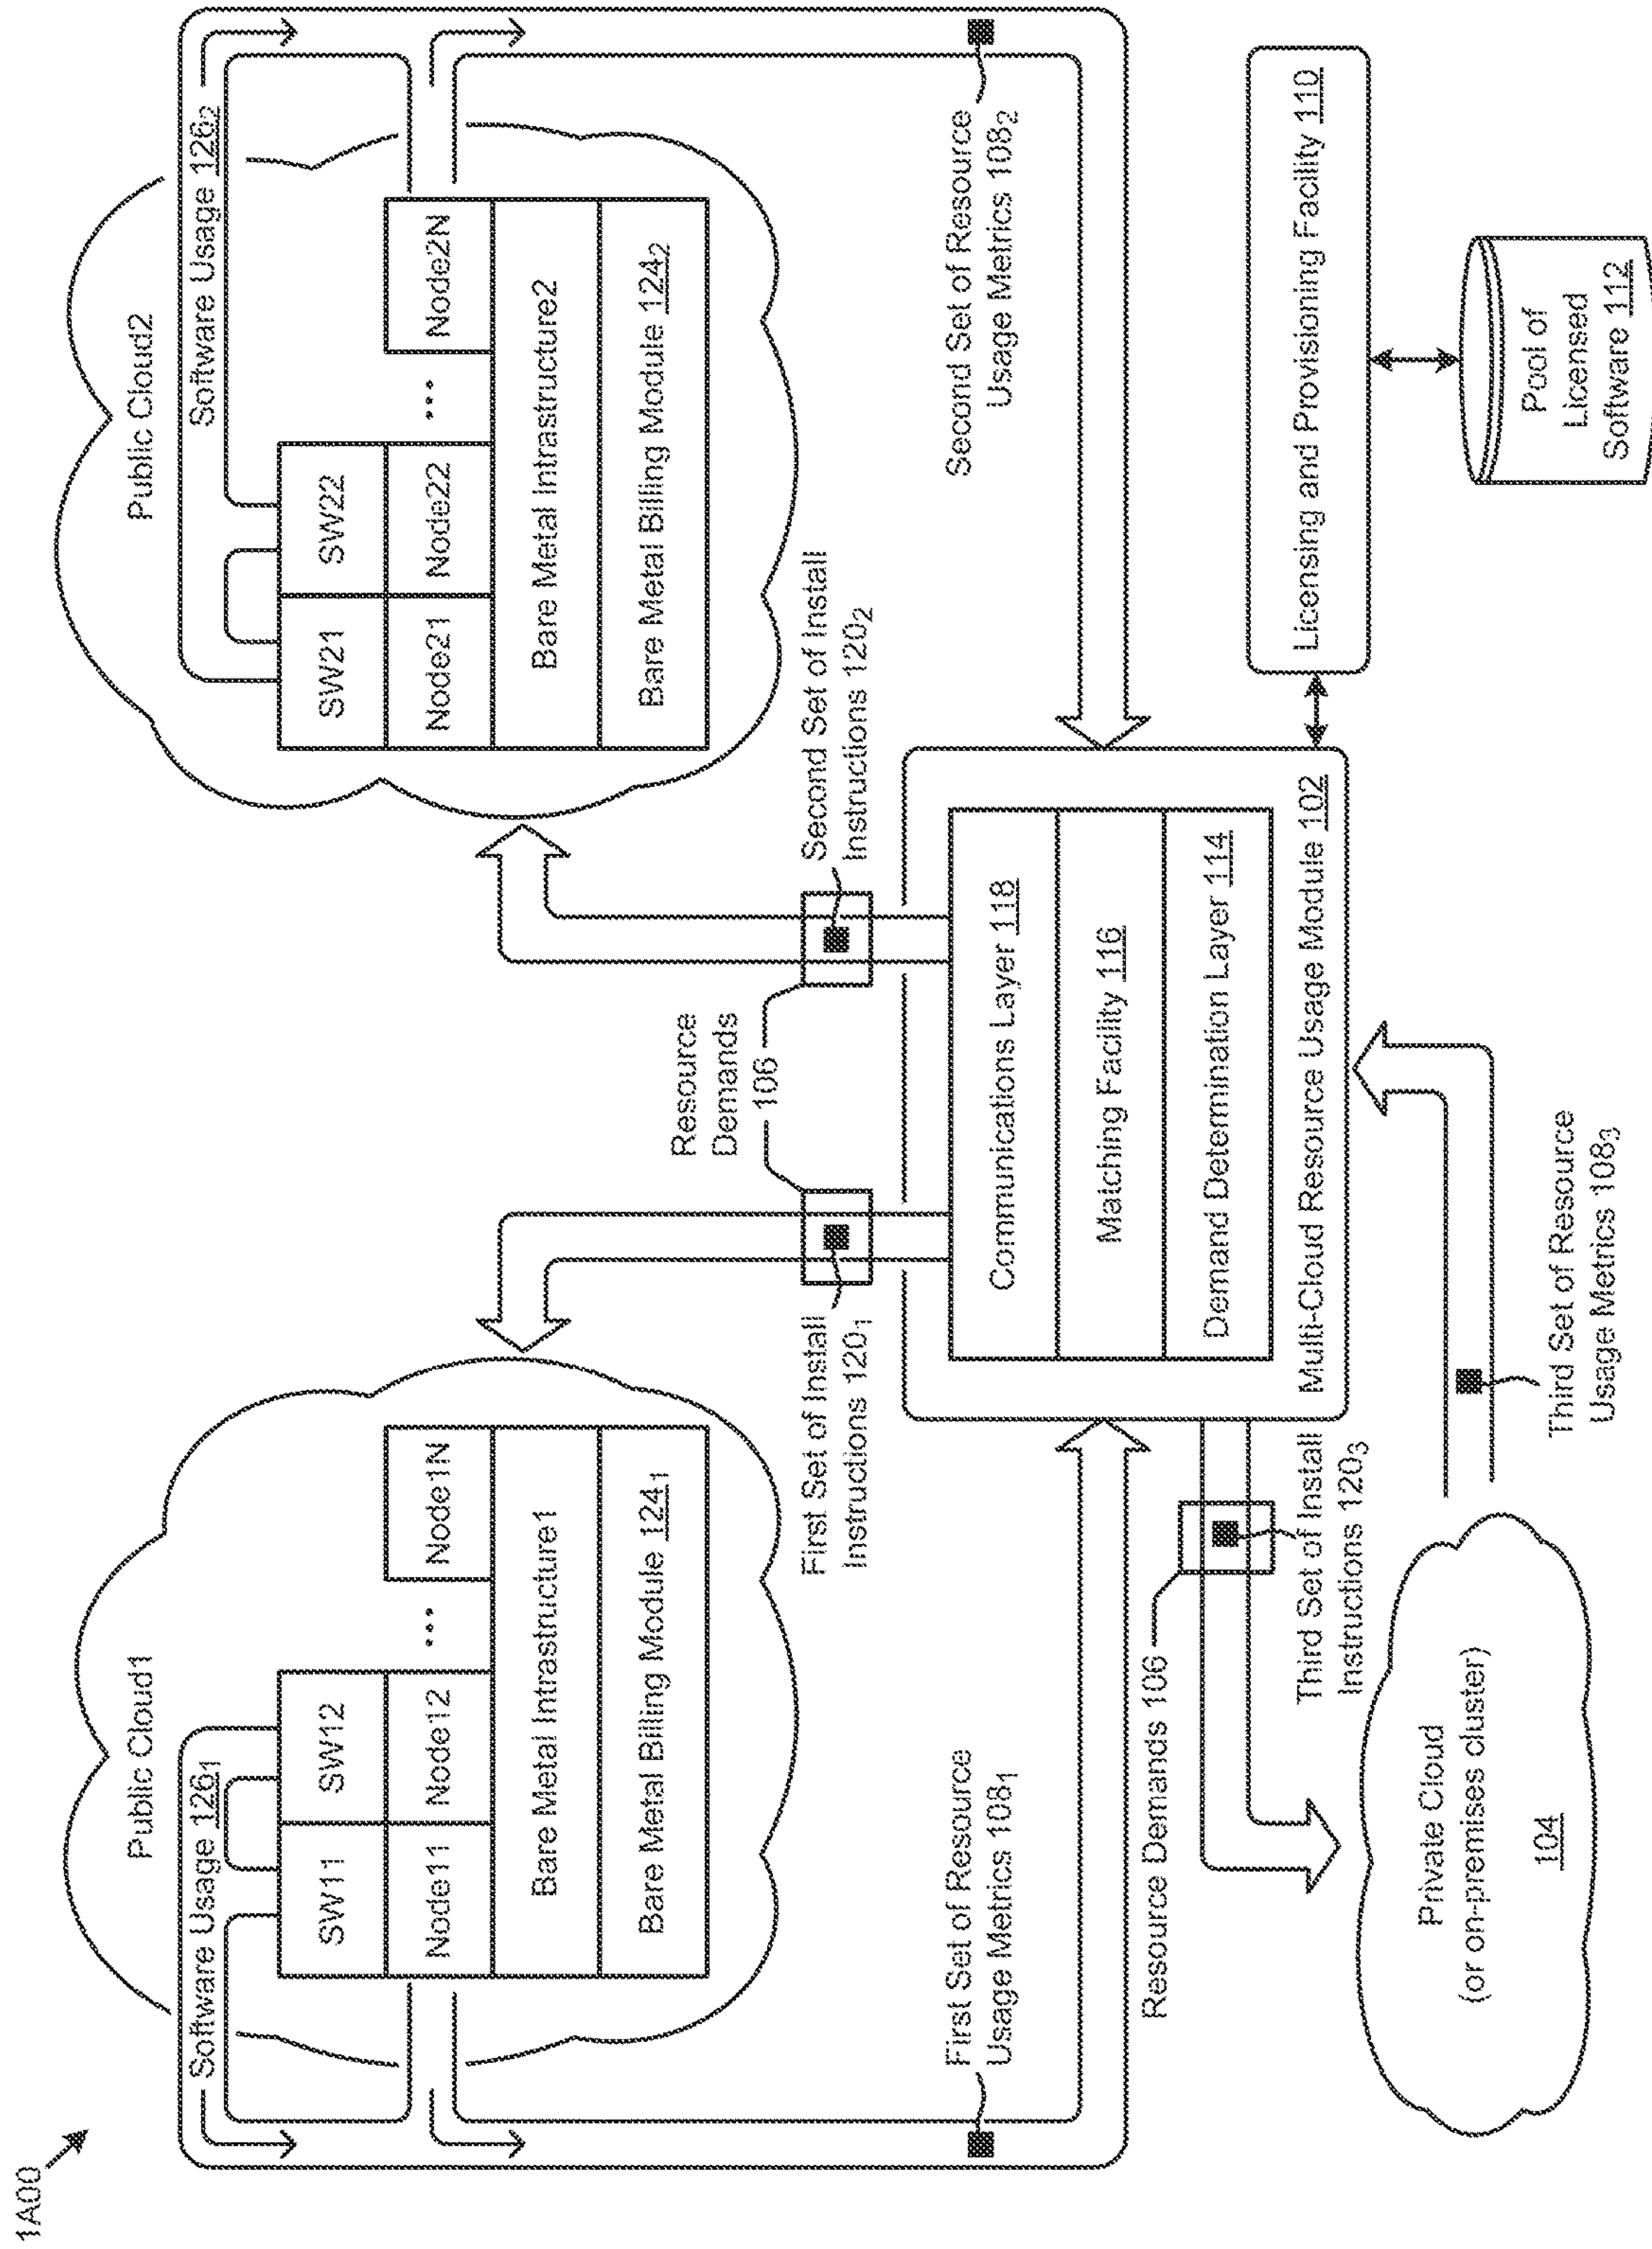 1A00
Public Cloud1
Software Usage 126₁
SW11
SW12
Node11
Node12
...
Node1N
Bare Metal Intrastructure1
Bare Metal Billing Module 124₁
Public Cloud2
Software Usage 126₂
SW21
SW22
Node21
Node22
...
Node2N
Bare Metal Intrastructure2
Bare Metal Billing Module 124₂
Resource
Demands
106
First Set of Install
Instructions 120₁
Second Set of Install
Instructions 120₂
First Set of Resource
Usage Metrics 108₁
Second Set of Resource
Usage Metrics 108₂
Communications Layer 118
Matching Facility 116
Demand Determination Layer 114
Multi-Cloud Resource Usage Module 102
Resource Demands 106
Third Set of Install
Instructions 120₃
Licensing and Provisioning Facility 110
Private Cloud
(or on-premises cluster)
104
Third Set of Resource
Usage Metrics 108₃
Pool of
Licensed
Software 112